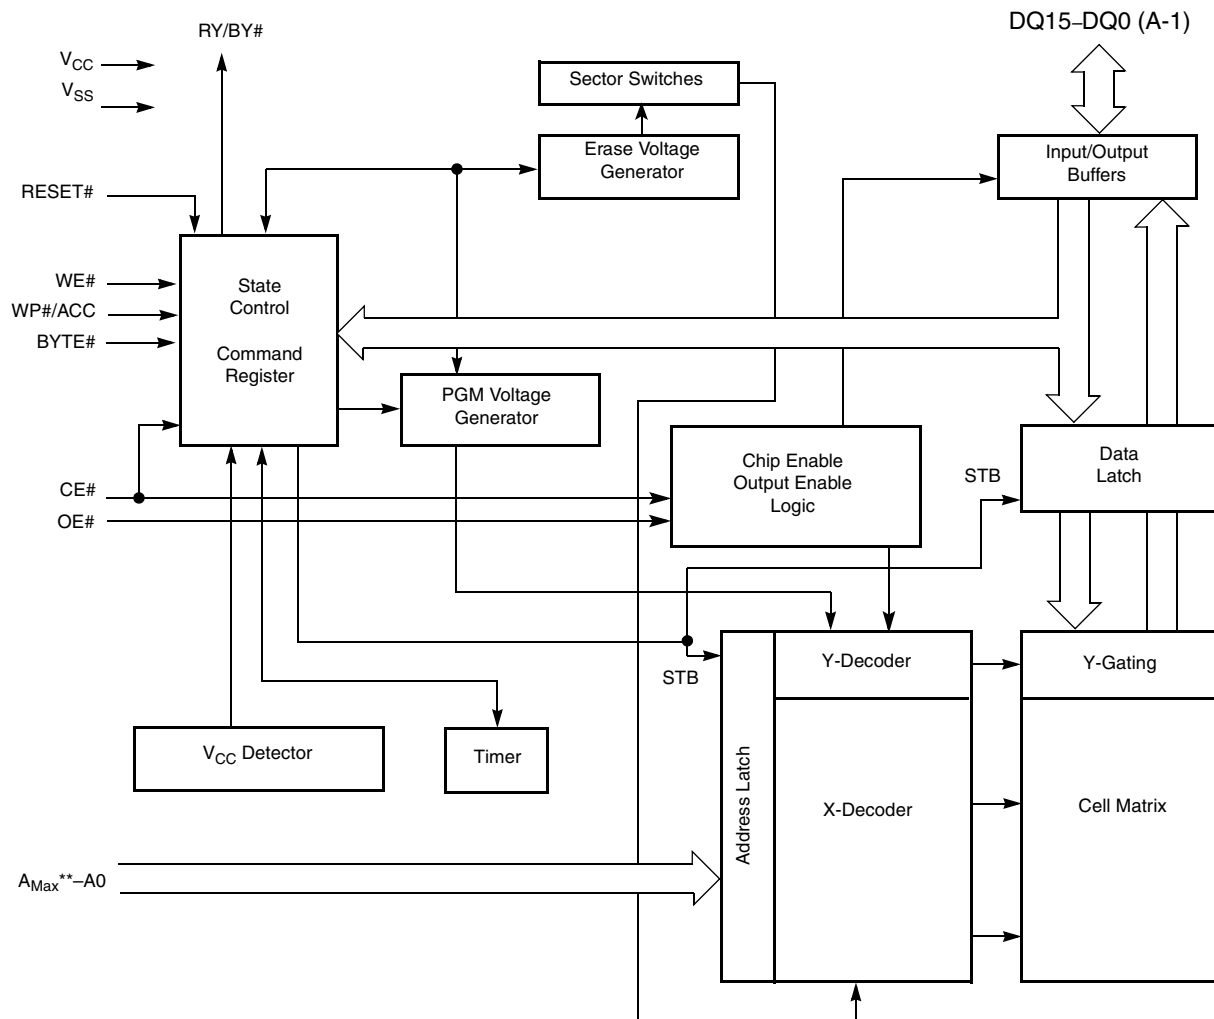 RY/BY#
DQ15–DQ0 (A-1)
VCC
VSS
Sector Switches
Erase Voltage
Generator
Input/Output
Buffers
RESET#
WE#
WP#/ACC
BYTE#
State
Control
Command
Register
PGM Voltage
Generator
Chip Enable
Output Enable
Logic
STB
Data
Latch
CE#
OE#
STB
Y-Decoder
Y-Gating
VCC Detector
Timer
Address Latch
X-Decoder
Cell Matrix
AMax**–A0